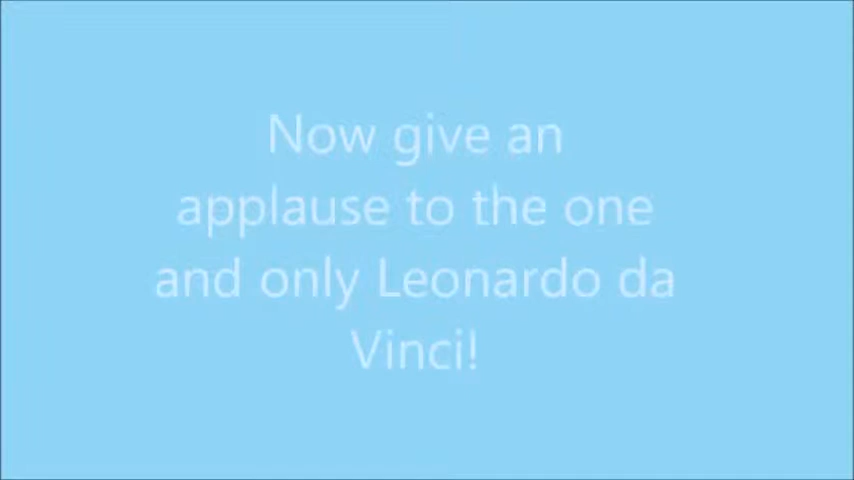 Now give an
applause to the one
and only Leonardo da
Vinci!